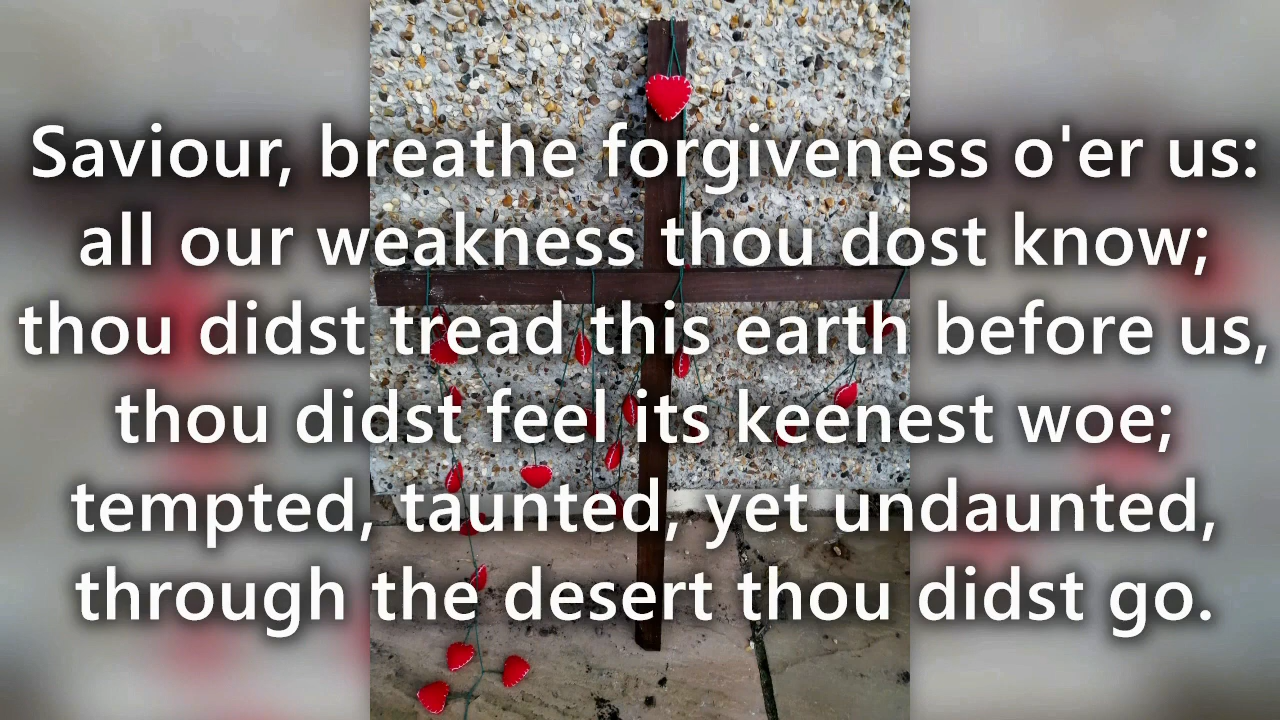 Saviour, breathe forgiveness o'er us:
all our weakness thou dost know;
thou didst tread this earth before us,
thou didst feel its keenest woe;
tempted, taunted, yet undaunted,
through the desert thou didst go.